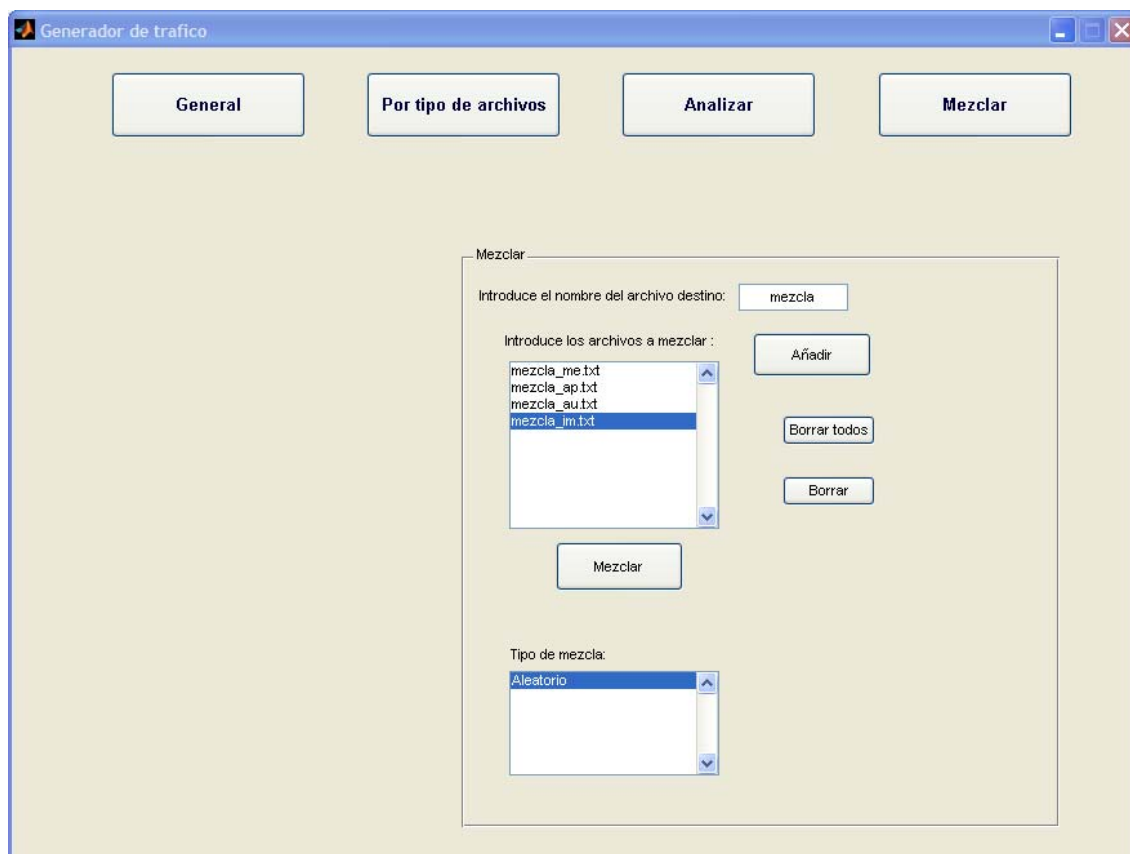 Generador de trafico
General
Por tipo de archivos
Analizar
Mezclar
Mezclar
Introduce el nombre del archivo destino:
mezcla
Introduce los archivos a mezclar :
Añadir
mezcla_me.txt
mezcla_ap.txt
mezcla_au.txt
mezcla_im.txt
Borrar todos
Borrar
Mezclar
Tipo de mezcla:
Aleatorio